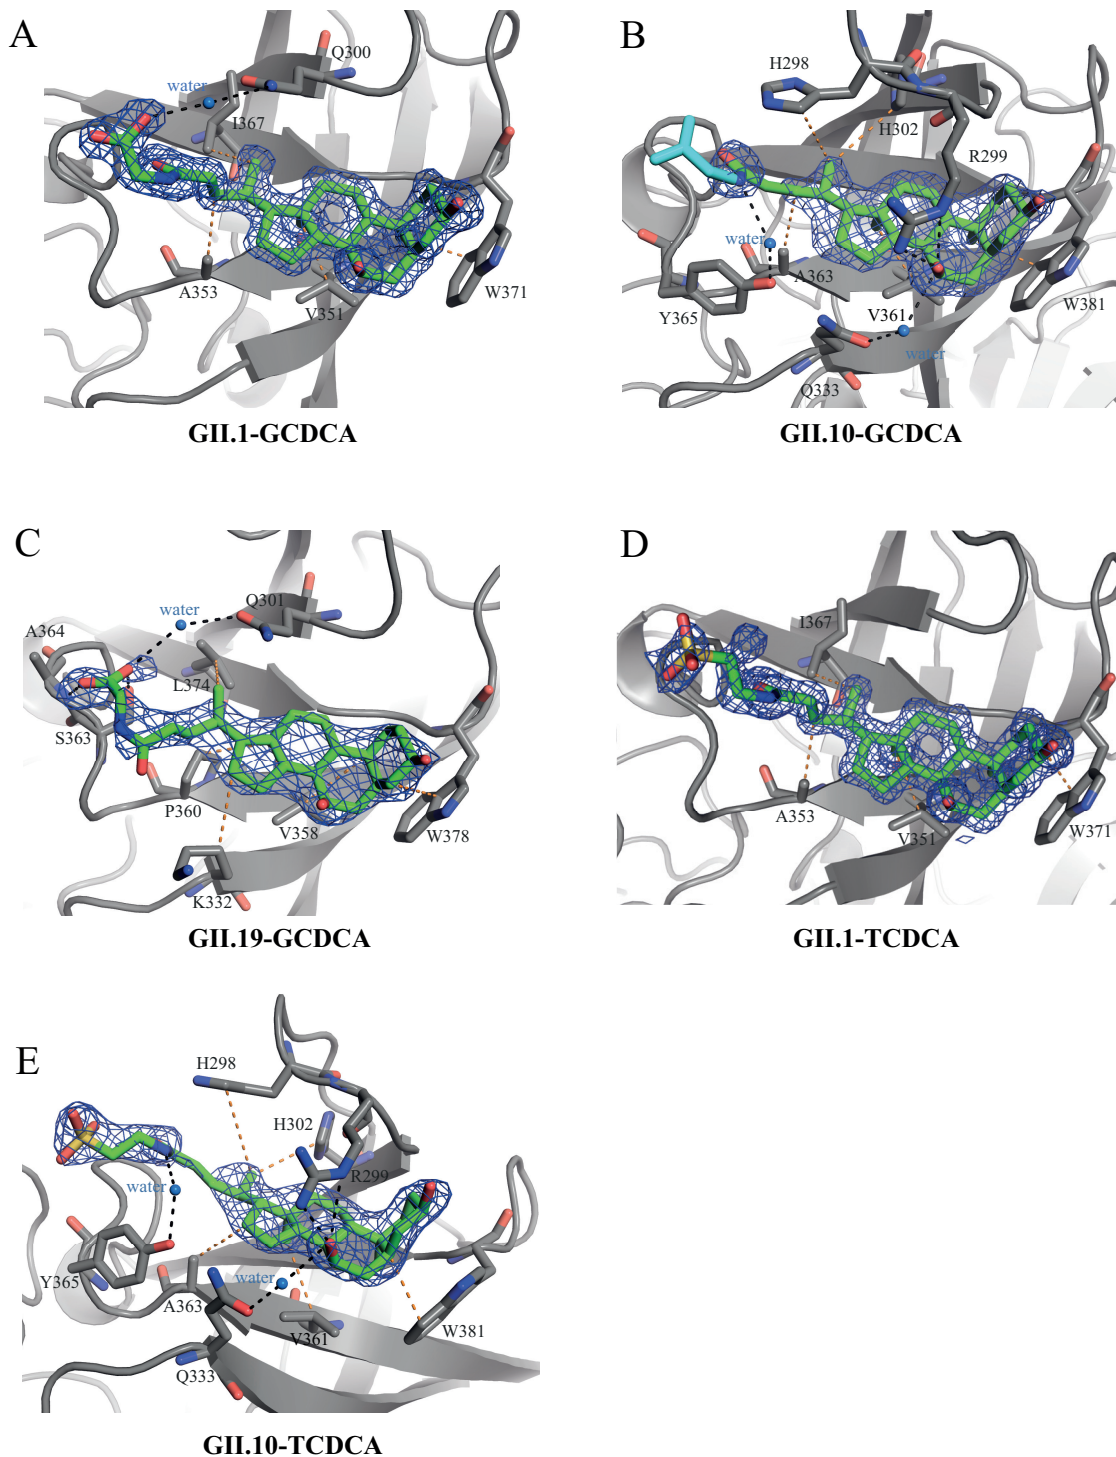 A
Q300
water
I367
A353
V351
W371
GII.1-GCDCA
B
H298
H302
R299
water
A363
Y365
V361
W381
water
Q333
GII.10-GCDCA
C
Q301
water
A364
L374
S363
P360
V358
W378
K332
GII.19-GCDCA
D
I367
A353
V351
W371
GII.1-TCDCA
E
H298
H302
R299
water
Y365
A363
water
V361
W381
Q333
GII.10-TCDCA